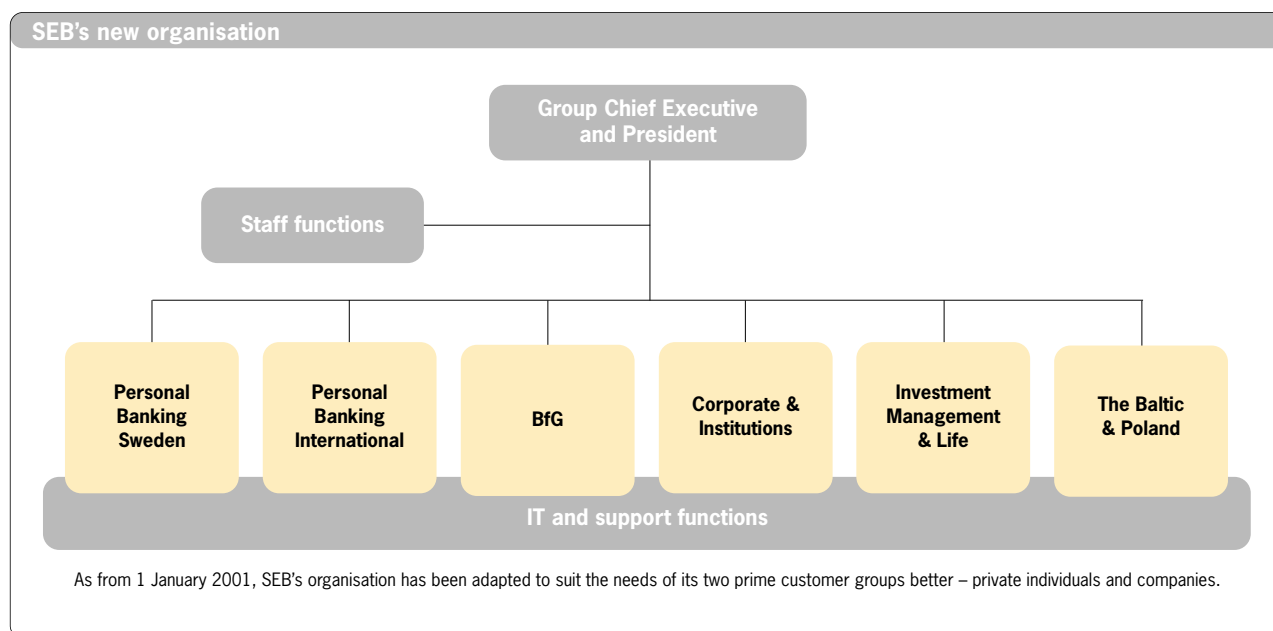 SEB's new organisation
Group Chief Executive
and President
Staff functions
Personal
Banking
Sweden
Personal
Banking
International
BfG
Corporate &
Institutions
Investment
Management
& Life
The Baltic
& Poland
IT and support functions
As from 1 January 2001, SEB's organisation has been adapted to suit the needs of its two prime customer groups better – private individuals and companies.